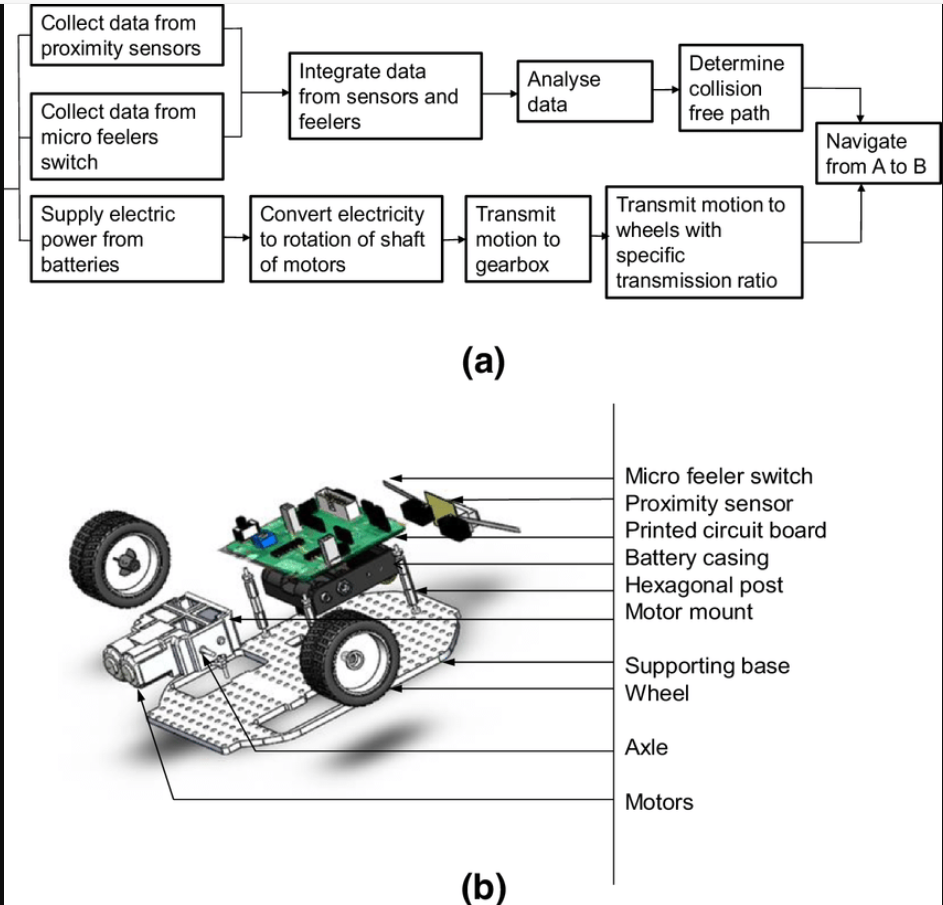 Collect data from
proximity sensors
Collect data from
micro feelers
switch
Integrate data
from sensors and
feelers
Analyse
data
Determine
collision
free path
Navigate
from A to B
Supply electric
power from
batteries
Convert electricity
to rotation of shaft
of motors
Transmit
motion to
gearbox
Transmit motion to
wheels with
specific
transmission ratio
(a)
Micro feeler switch
Proximity sensor
Printed circuit board
Battery casing
Hexagonal post
Motor mount
Supporting base
Wheel
Axle
Motors
(b)